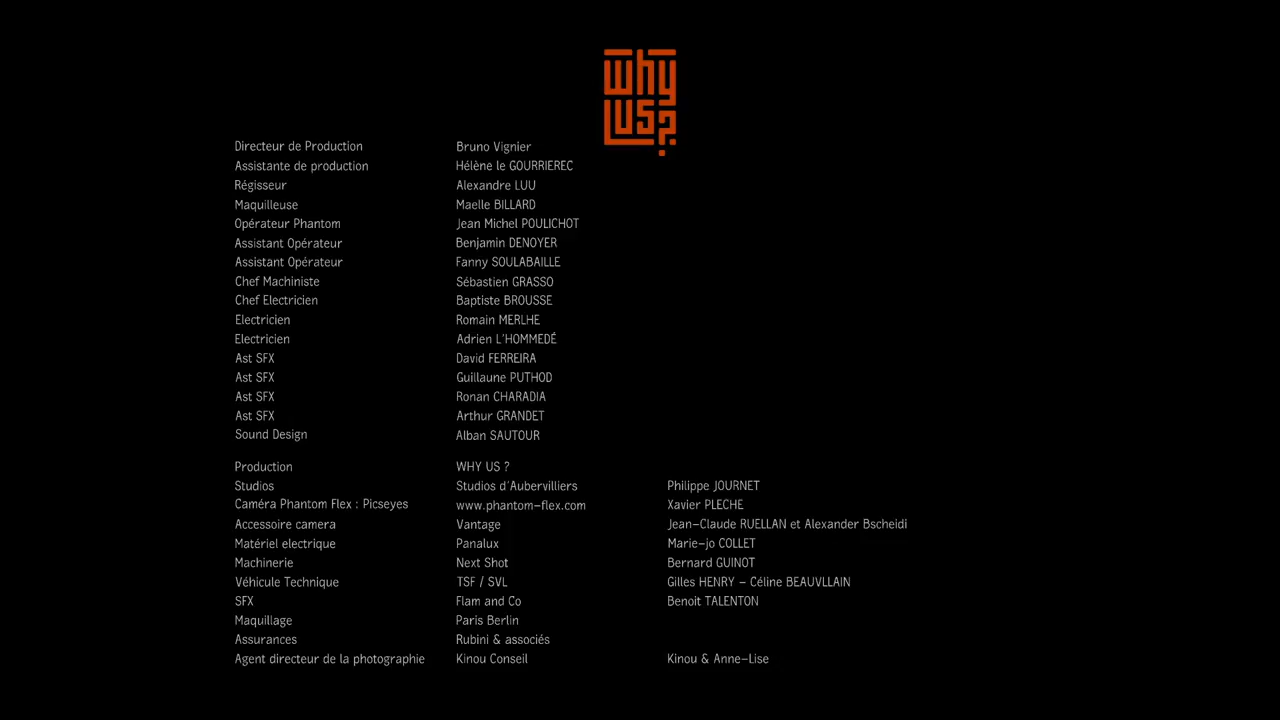 why
us?
Directeur de Production Bruno Vignier
Assistante de production Hélène le GOURRIEREC
Régisseur Alexandre LUU
Maquilleuse Maelle BILLARD
Opérateur Phantom Jean Michel POULICHOT
Assistant Opérateur Benjamin DENOYER
Assistant Opérateur Fanny SOULABAILLE
Chef Machiniste Sébastien GRASSO
Chef Electricien Baptiste BROUSSE
Electricien Romain MERLHE
Electricien Adrien L'HOMMEDÉ
Ast SFX David FERREIRA
Ast SFX Guillaune PUTHOD
Ast SFX Ronan CHARADIA
Ast SFX Arthur GRANDET
Sound Design Alban SAUTOUR
Production WHY US ?
Studios Studios d'Aubervilliers Philippe JOURNET
Caméra Phantom Flex : Picseyes www.phantom-flex.com Xavier PLECHE
Accessoire camera Vantage Jean-Claude RUELLAN et Alexander Bscheidi
Matériel electrique Panalux Marie-jo COLLET
Machinerie Next Shot Bernard GUINOT
Véhicule Technique TSF / SVL Gilles HENRY - Céline BEAUVLLAIN
SFX Flam and Co Benoit TALENTON
Maquillage Paris Berlin
Assurances Rubini & associés
Agent directeur de la photographie Kinou Conseil Kinou & Anne-Lise